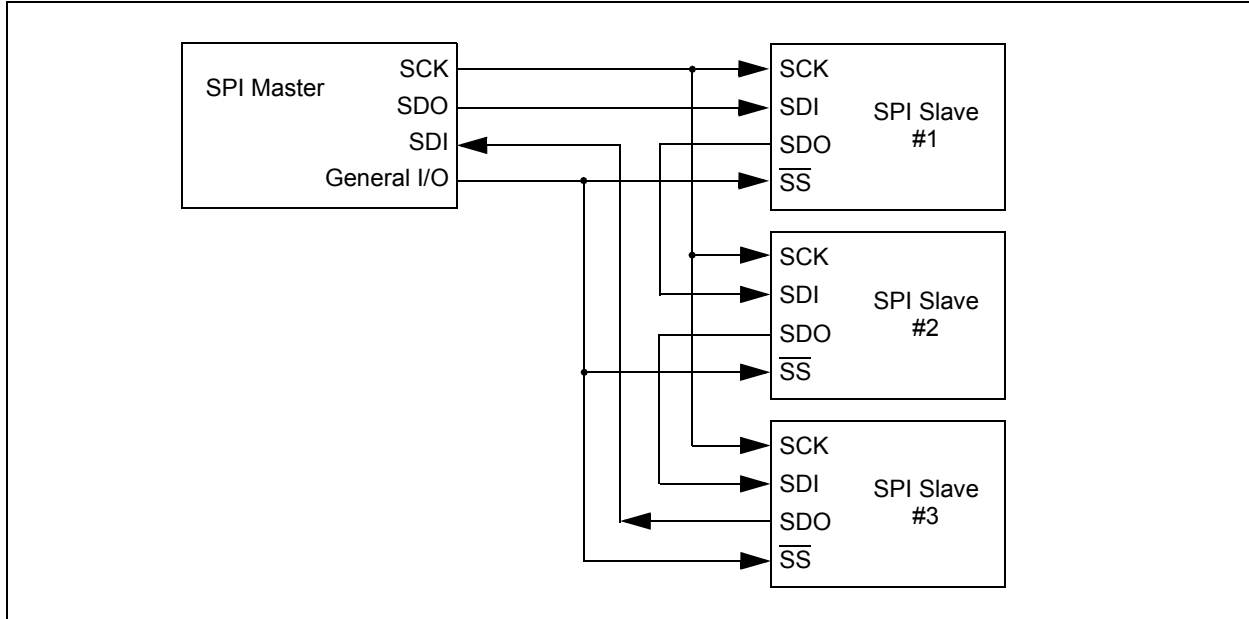 SPI Master
SCK
SDO
SDI
General I/O
SCK
SDI
SDO
SS
SPI Slave
#1
SCK
SDI
SDO
SS
SPI Slave
#2
SCK
SDI
SDO
SS
SPI Slave
#3